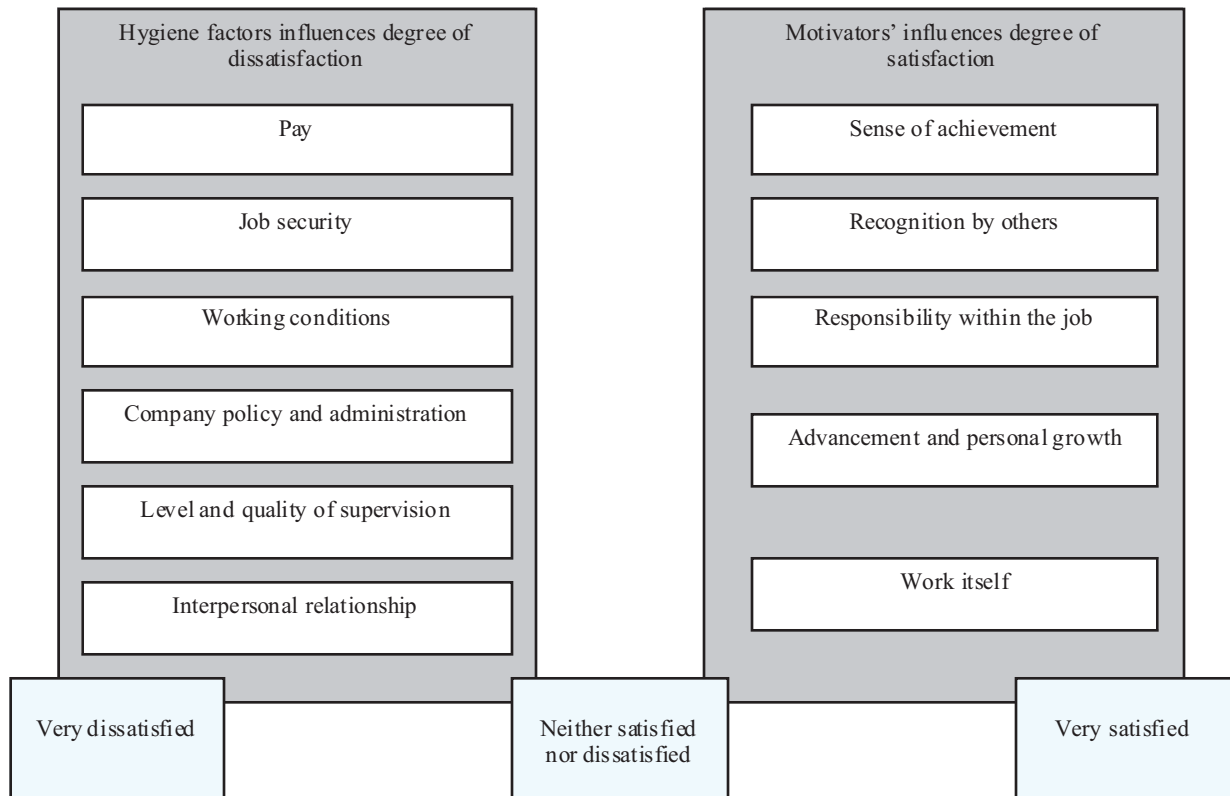 Hygiene factors influences degree of
dissatisfaction
Pay
Job security
Working conditions
Company policy and administration
Level and quality of supervision
Interpersonal relationship
Motivators’ influences degree of
satisfaction
Sense of achievement
Recognition by others
Responsibility within the job
Advancement and personal growth
Work itself
Very dissatisfied
Neither satisfied
nor dissatisfied
Very satisfied